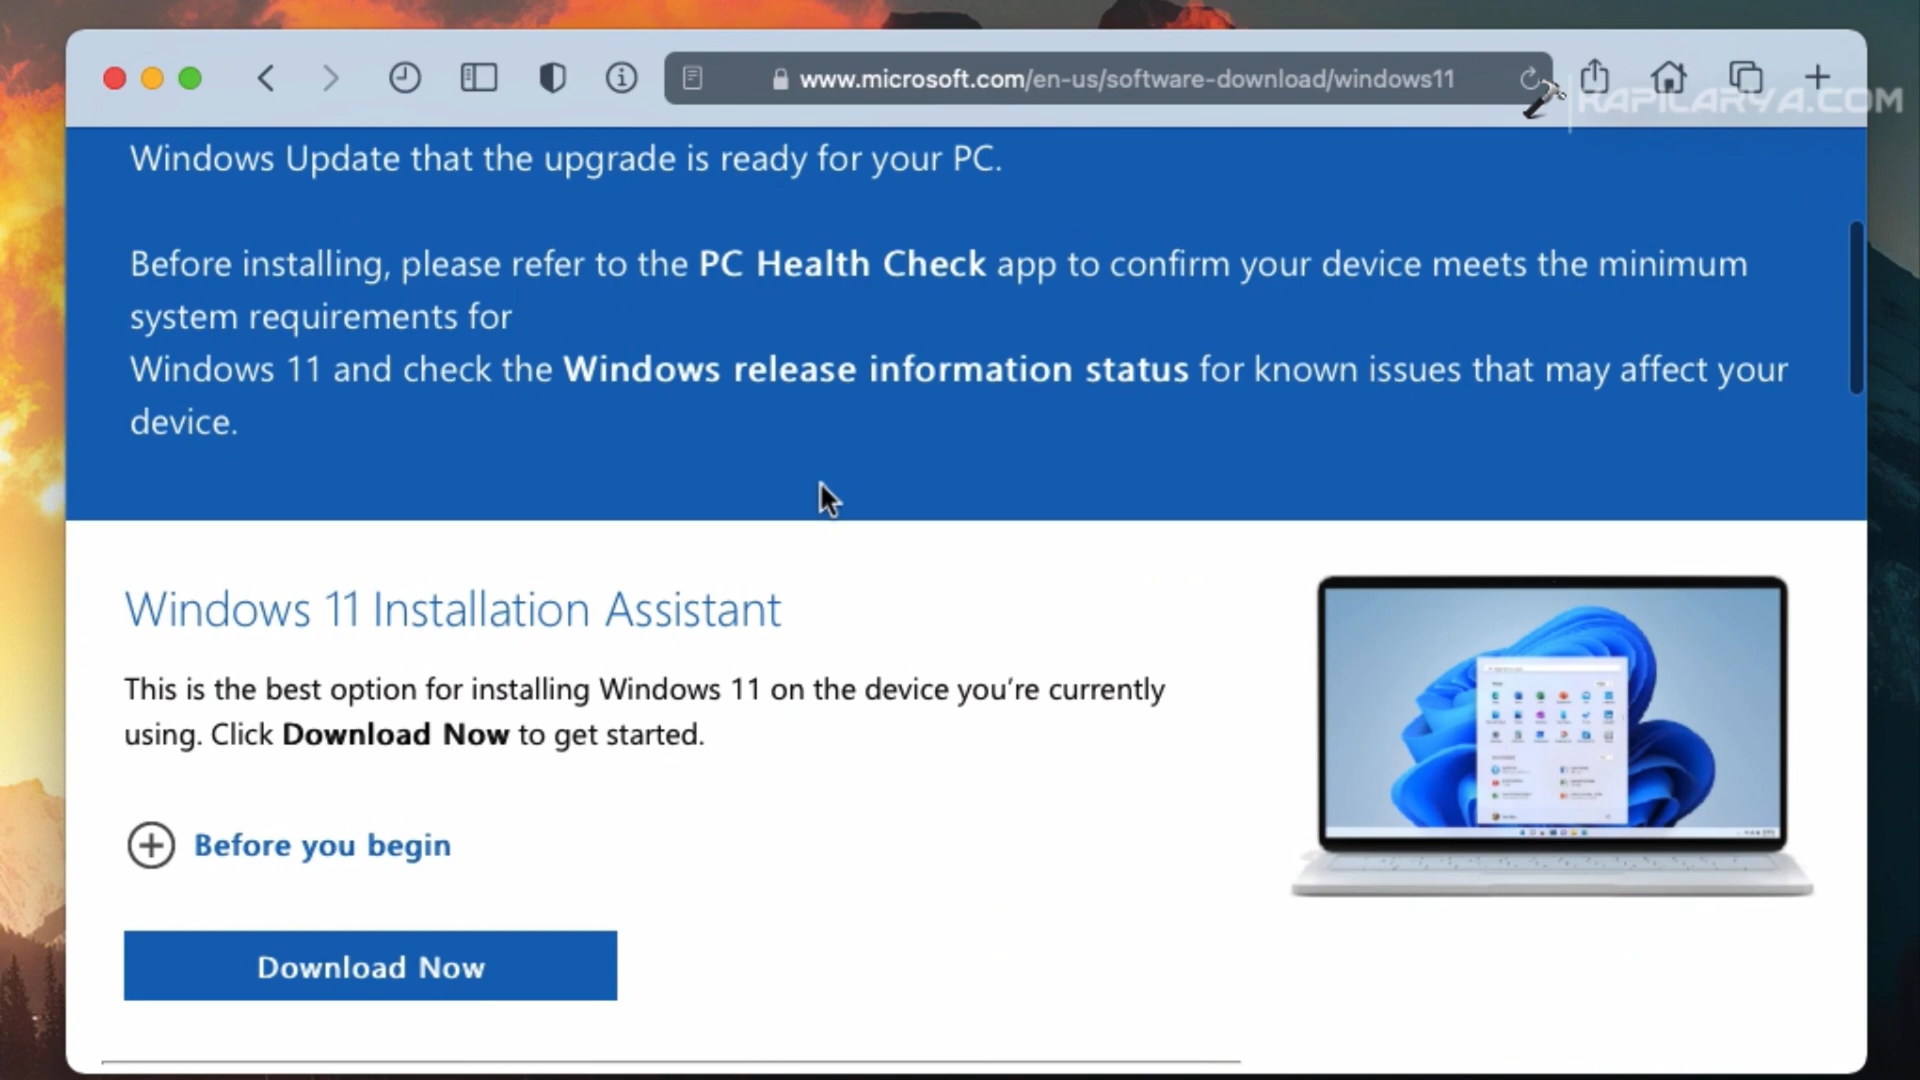 www.microsoft.com/en-us/software-download/windows11
KAPILARYA.COM
Windows Update that the upgrade is ready for your PC.
Before installing, please refer to the PC Health Check app to confirm your device meets the minimum
system requirements for
Windows 11 and check the Windows release information status for known issues that may affect your
device.
Windows 11 Installation Assistant
This is the best option for installing Windows 11 on the device you’re currently
using. Click Download Now to get started.
Before you begin
Download Now